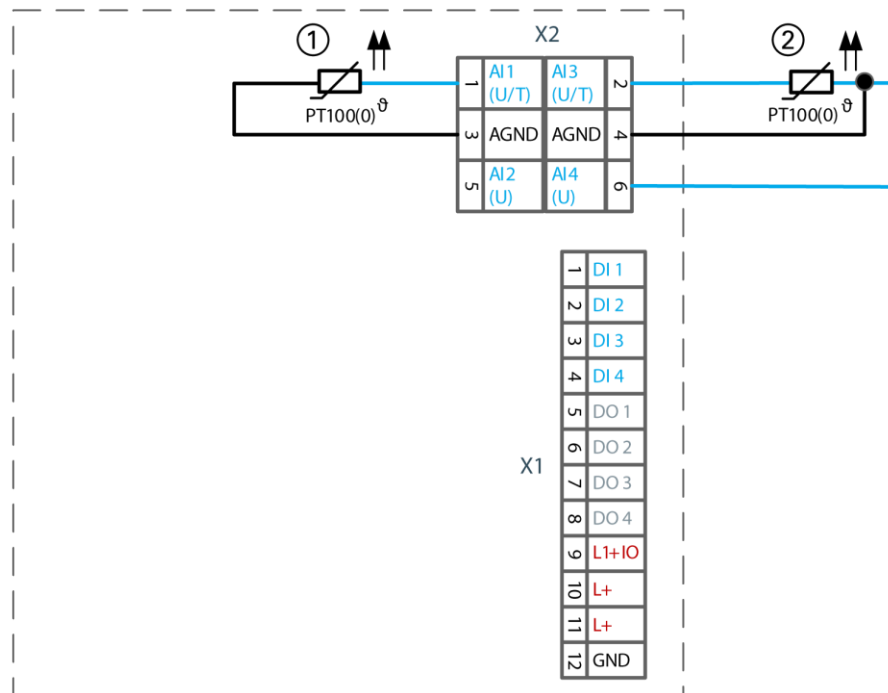 X2
①
②
PT100(0) ϑ
PT100(0) ϑ
1 AI1 (U/T) AI3 (U/T) 2
3 AGND AGND 4
5 AI2 (U) AI4 (U) 6
X1
1 DI 1
2 DI 2
3 DI 3
4 DI 4
5 DO 1
6 DO 2
7 DO 3
8 DO 4
9 L1+IO
10 L+
11 L+
12 GND